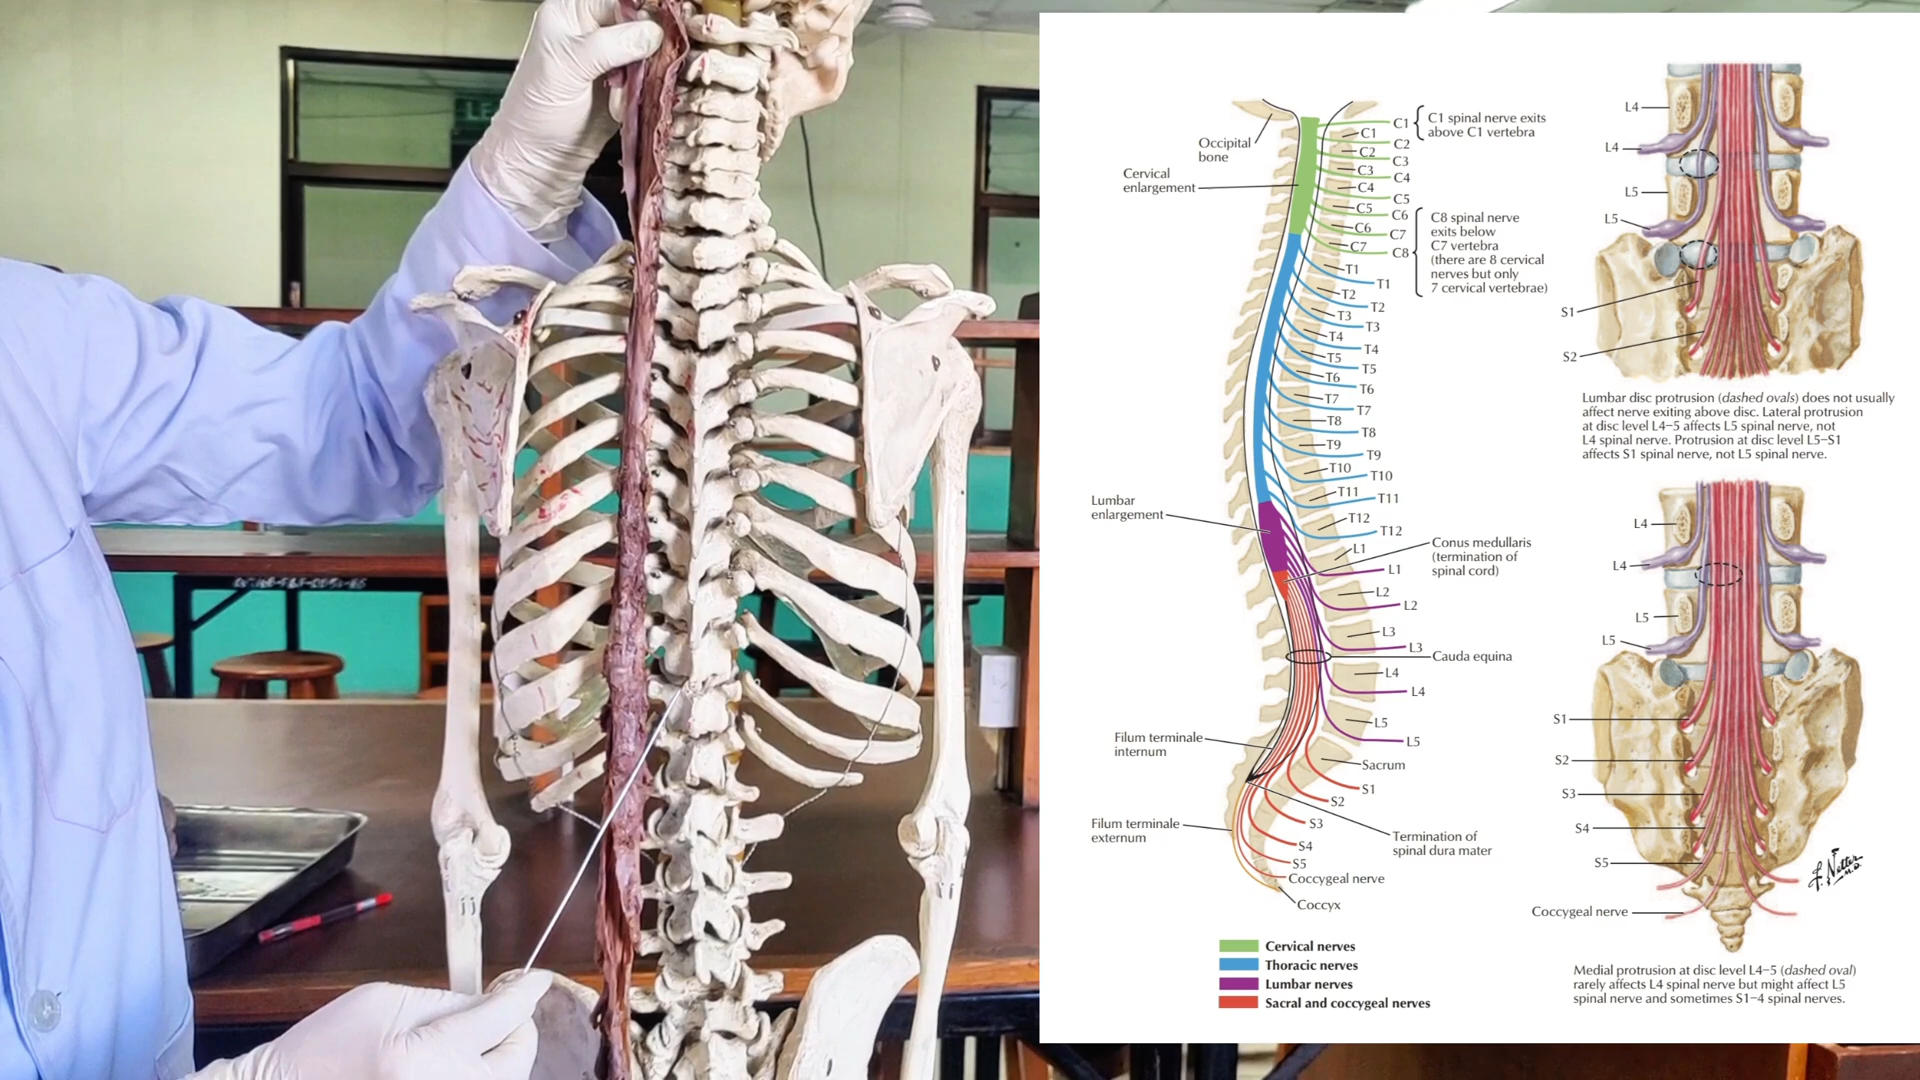 Occipital
bone
Cervical
enlargement
C1
C1 spinal nerve exits
above C1 vertebra
C1
C2
C2
C3
C3
C4
C4
C5
C5
C6
C6
C7
C7
C8
C8 spinal nerve
exits below
C7 vertebra
(there are 8 cervical
nerves but only
7 cervical vertebrae)
T1
T1
T2
T2
T3
T3
T4
T4
T5
T5
T6
T6
T7
T7
T8
T8
T9
T9
T10
T10
T11
T11
T12
T12
Lumbar
enlargement
Conus medullaris
(termination of
spinal cord)
L1
L1
L2
L2
L3
L3
Cauda equina
L4
L4
L5
L5
Filum terminale
internum
Sacrum
S1
S2
S3
S4
S5
Filum terminale
externum
Termination of
spinal dura mater
Coccygeal nerve
Coccyx
Cervical nerves
Thoracic nerves
Lumbar nerves
Sacral and coccygeal nerves
L4
L4
L5
L5
S1
S2
Lumbar disc protrusion (dashed ovals) does not usually
affect nerve exiting above disc. Lateral protrusion
at disc level L4–5 affects L5 spinal nerve, not
L4 spinal nerve. Protrusion at disc level L5–S1
affects S1 spinal nerve, not L5 spinal nerve.
L4
L4
L5
L5
S1
S2
S3
S4
S5
Coccygeal nerve
F. Netter
M.D.
Medial protrusion at disc level L4–5 (dashed oval)
rarely affects L4 spinal nerve but might affect L5
spinal nerve and sometimes S1–4 spinal nerves.